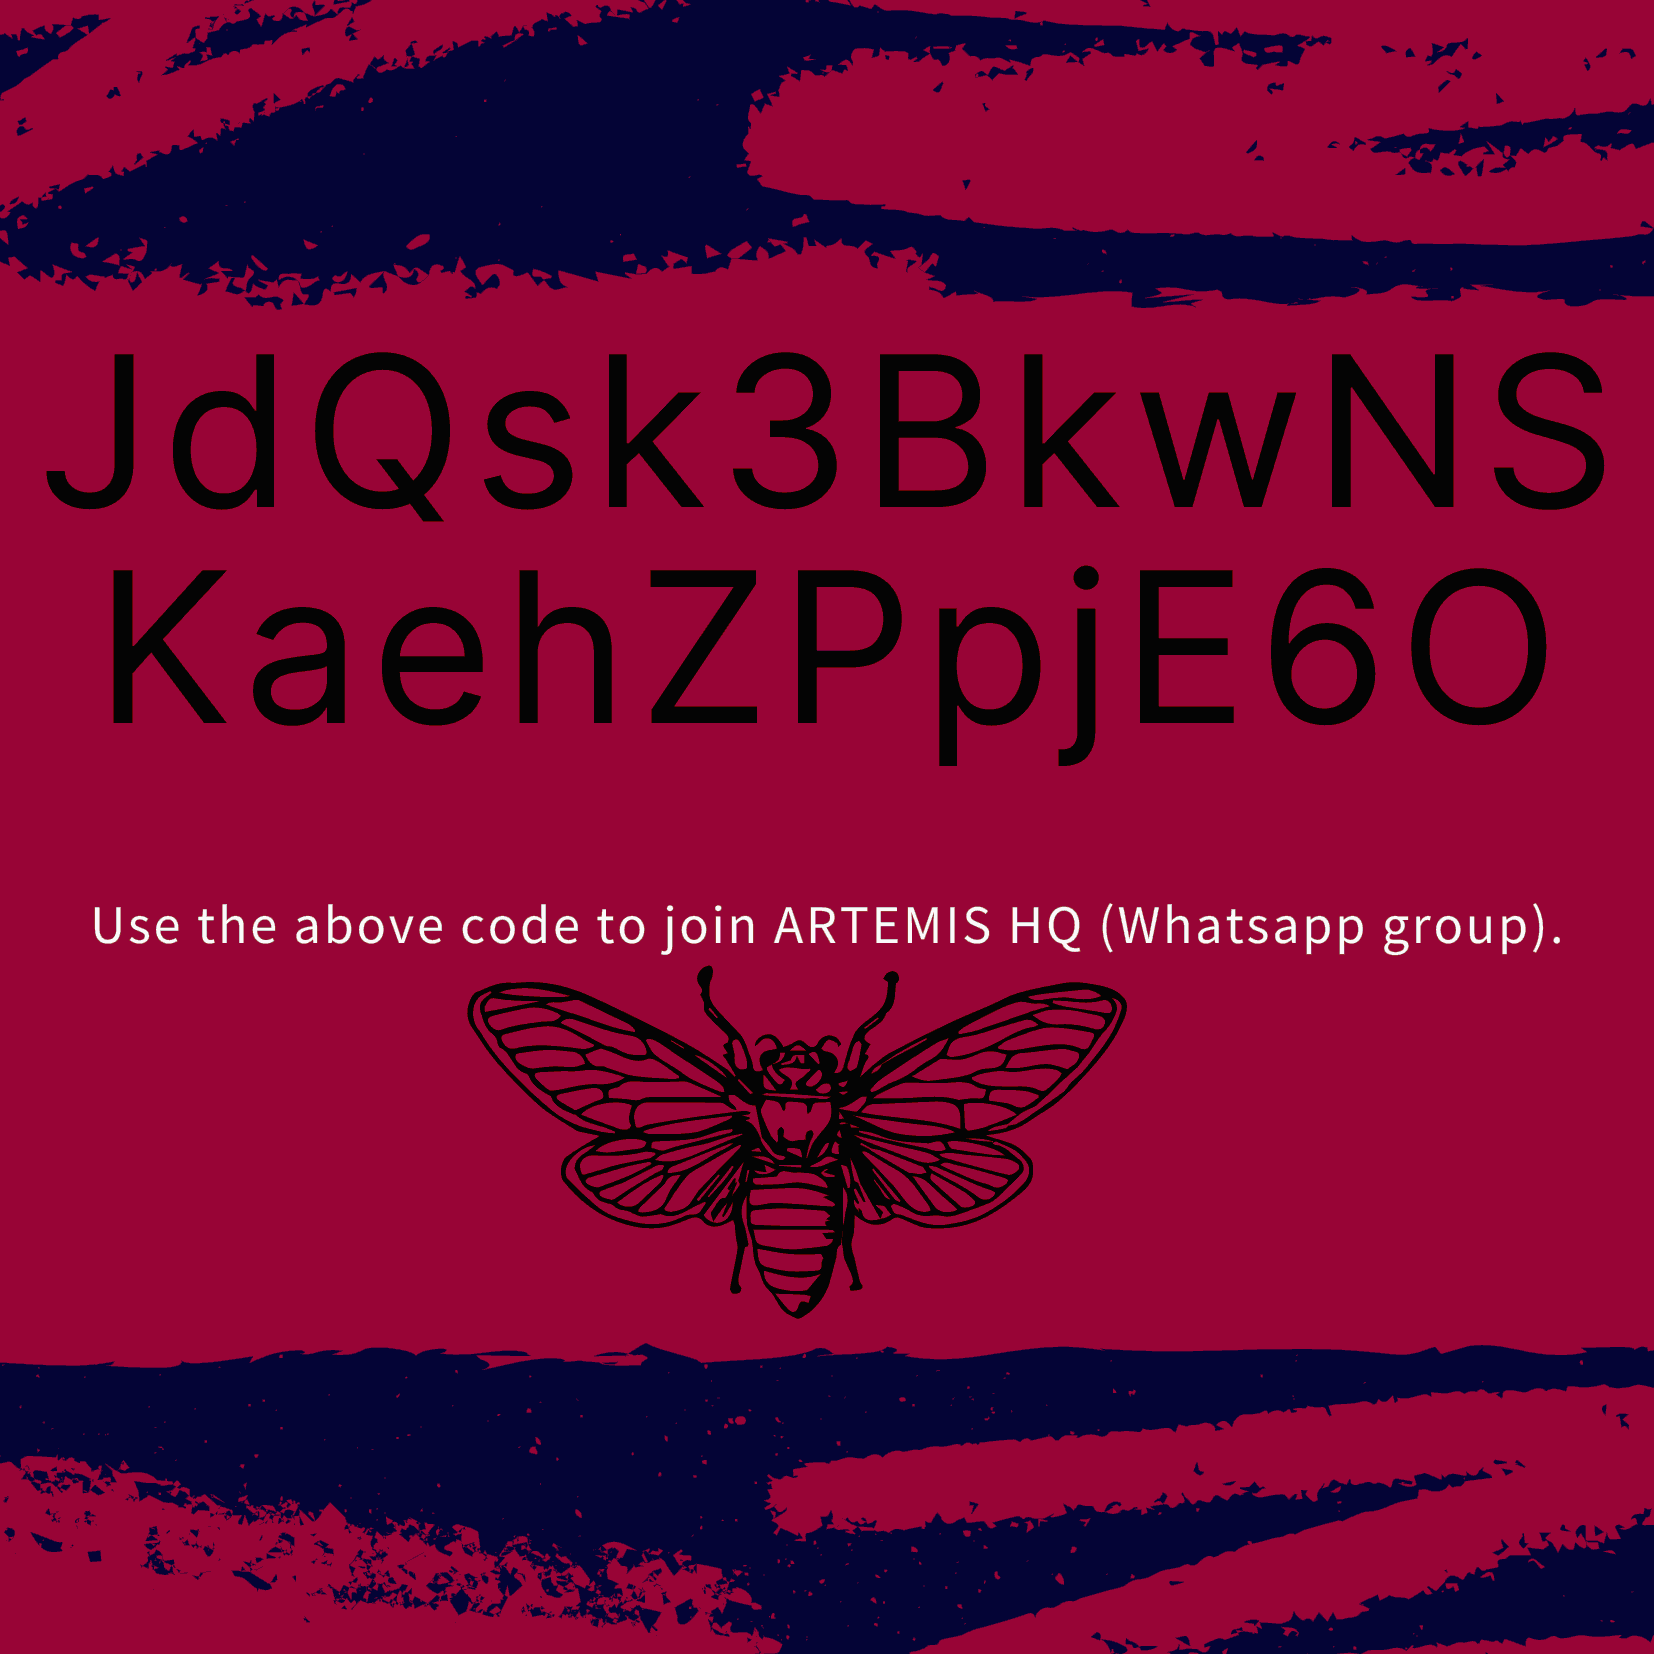 JdQsk3BkwNS
KaehZPpjE6O
Use the above code to join ARTEMIS HQ (Whatsapp group).